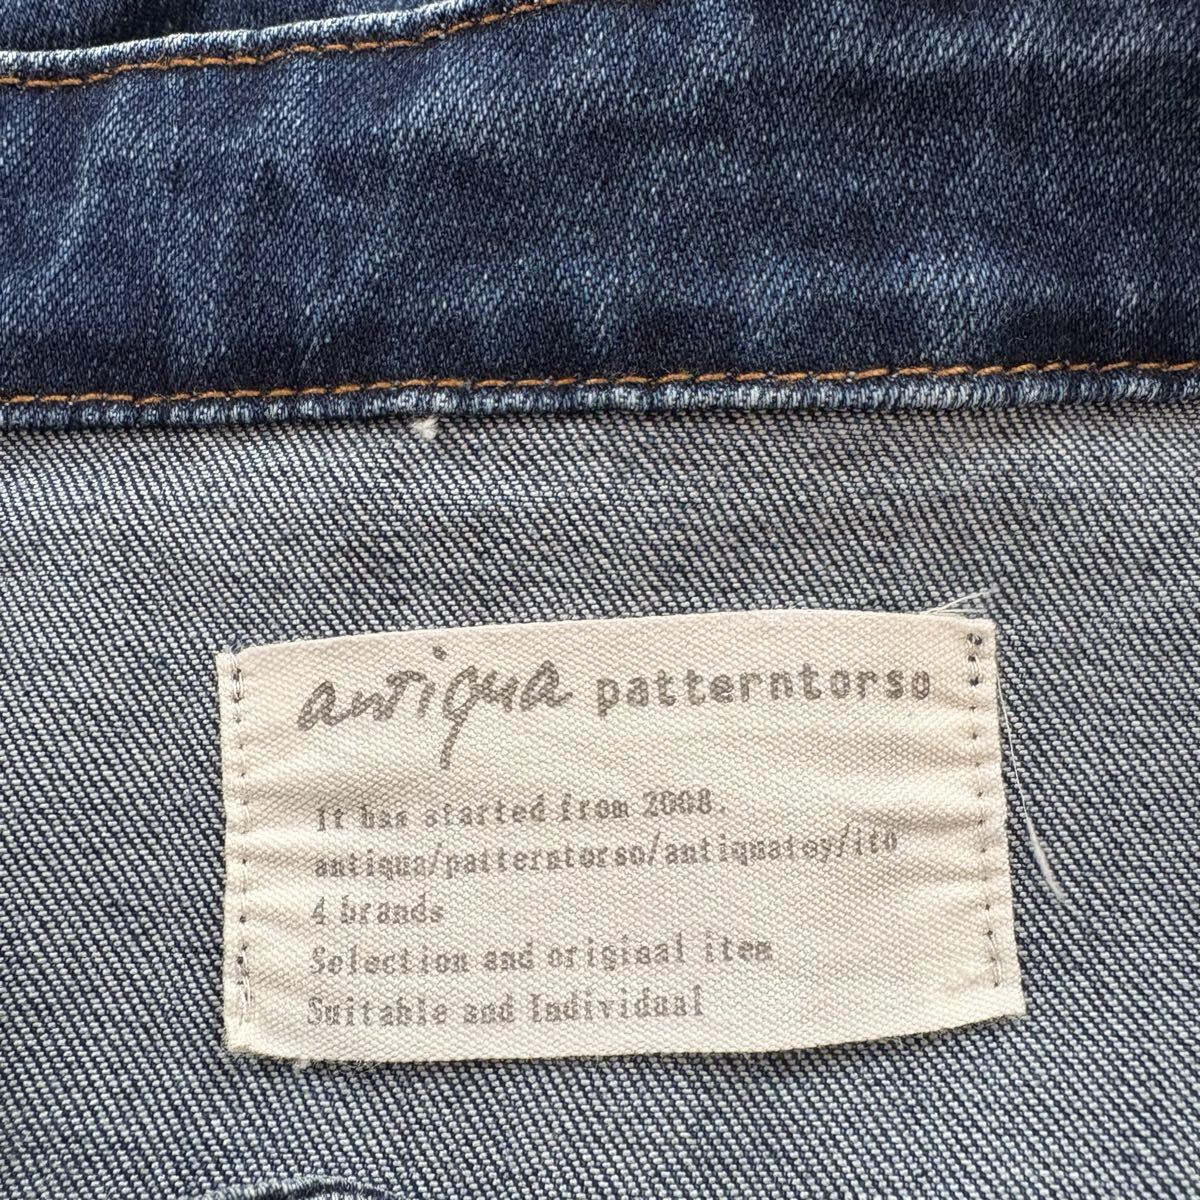 antiqua patterntorso
It has started from 2008.
antiqua/patterntorso/antiquatoy/ito
4 brands
Selection and original item
Suitable and Individual